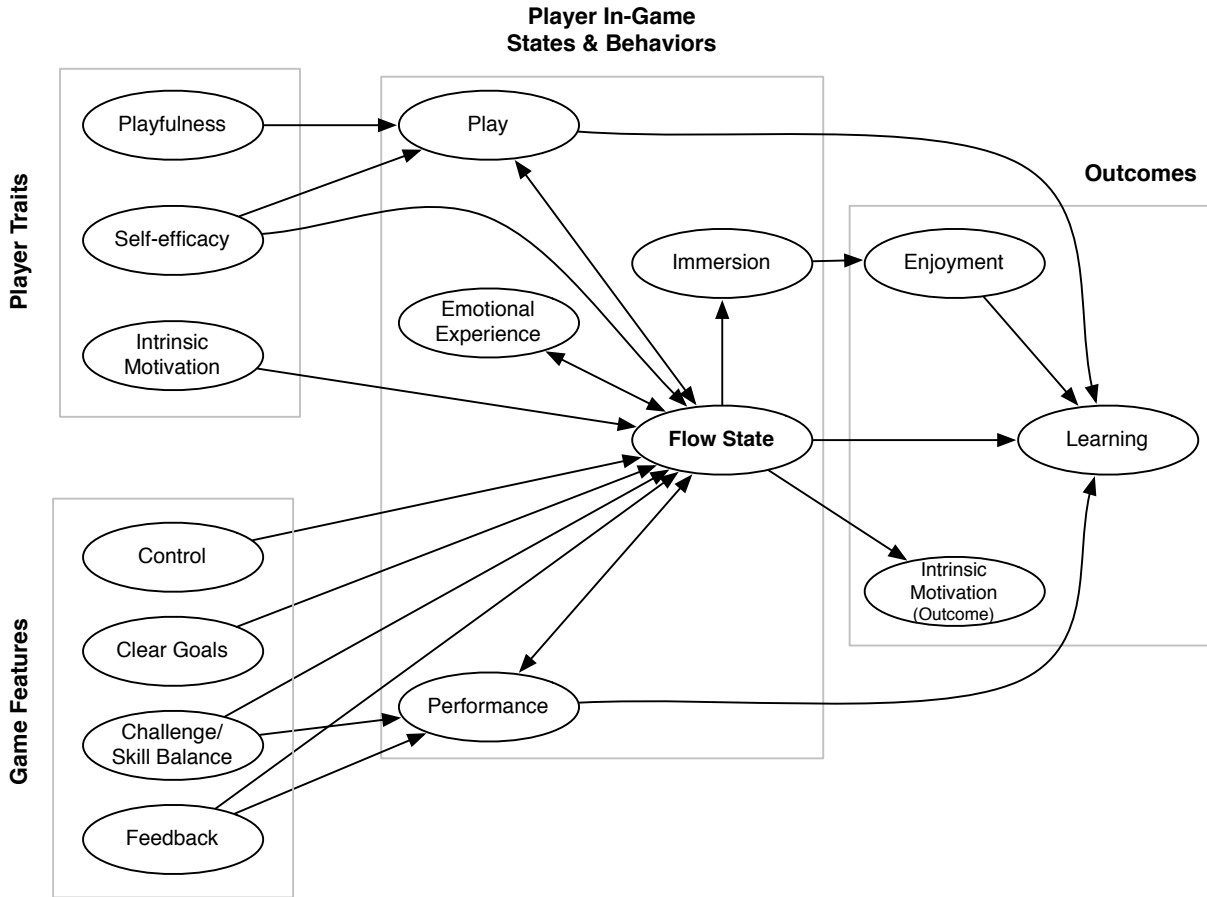 Player In-Game
States & Behaviors
Player Traits
Playfulness
Self-efficacy
Intrinsic
Motivation
Play
Emotional
Experience
Immersion
Flow State
Performance
Outcomes
Enjoyment
Learning
Intrinsic
Motivation
(Outcome)
Game Features
Control
Clear Goals
Challenge/
Skill Balance
Feedback